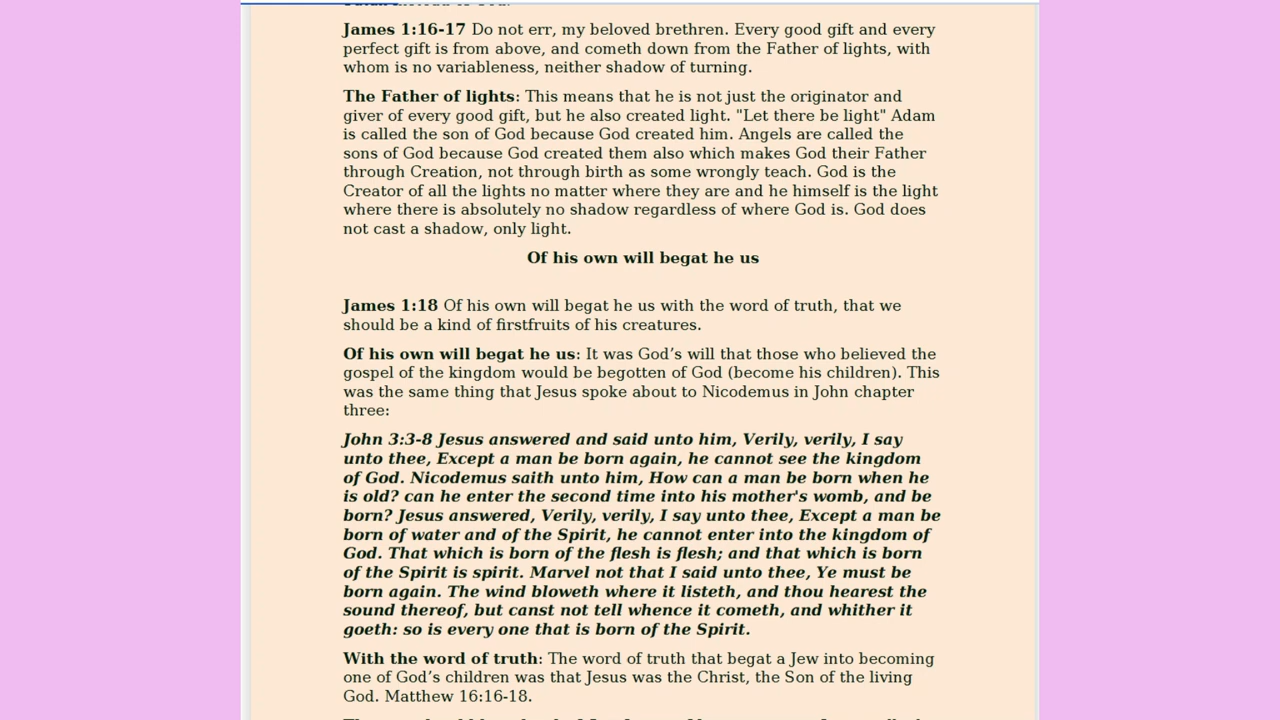 James 1:16-17 Do not err, my beloved brethren. Every good gift and every
perfect gift is from above, and cometh down from the Father of lights, with
whom is no variableness, neither shadow of turning.
The Father of lights: This means that he is not just the originator and
giver of every good gift, but he also created light. "Let there be light" Adam
is called the son of God because God created him. Angels are called the
sons of God because God created them also which makes God their Father
through Creation, not through birth as some wrongly teach. God is the
Creator of all the lights no matter where they are and he himself is the light
where there is absolutely no shadow regardless of where God is. God does
not cast a shadow, only light.
Of his own will begat he us
James 1:18 Of his own will begat he us with the word of truth, that we
should be a kind of firstfruits of his creatures.
Of his own will begat he us: It was God’s will that those who believed the
gospel of the kingdom would be begotten of God (become his children). This
was the same thing that Jesus spoke about to Nicodemus in John chapter
three:
John 3:3-8 Jesus answered and said unto him, Verily, verily, I say
unto thee, Except a man be born again, he cannot see the kingdom
of God. Nicodemus saith unto him, How can a man be born when he
is old? can he enter the second time into his mother's womb, and be
born? Jesus answered, Verily, verily, I say unto thee, Except a man be
born of water and of the Spirit, he cannot enter into the kingdom of
God. That which is born of the flesh is flesh; and that which is born
of the Spirit is spirit. Marvel not that I said unto thee, Ye must be
born again. The wind bloweth where it listeth, and thou hearest the
sound thereof, but canst not tell whence it cometh, and whither it
goeth: so is every one that is born of the Spirit.
With the word of truth: The word of truth that begat a Jew into becoming
one of God’s children was that Jesus was the Christ, the Son of the living
God. Matthew 16:16-18.